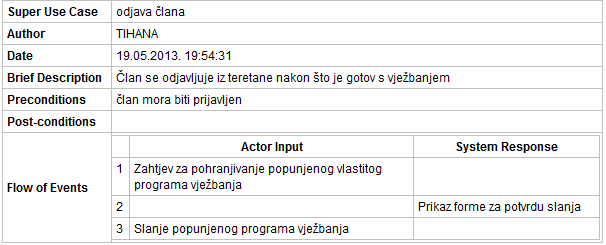 Super Use Case odjava člana
Author TIHANA
Date 19.05.2013. 19:54:31
Brief Description Član se odjavljuje iz teretane nakon što je gotov s vježbanjem
Preconditions član mora biti prijavljen
Post-conditions
Flow of Events
Actor Input System Response
1 Zahtjev za pohranjivanje popunjenog vlastitog
programa vježbanja
2 Prikaz forme za potvrdu slanja
3 Slanje popunjenog programa vježbanja